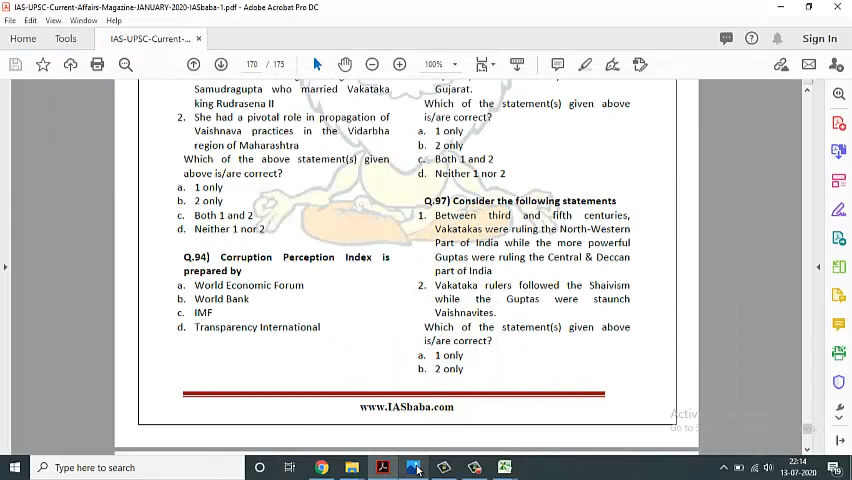 IAS-UPSC-Current-Affairs-Magazine-JANUARY-2020-IASbaba-1.pdf - Adobe Acrobat Pro DC
File Edit View Window Help
Home Tools IAS-UPSC-Current-... × Sign In
170 / 175 100%
Samudragupta who married Vakataka
king Rudrasena II
2. She had a pivotal role in propagation of
Vaishnava practices in the Vidarbha
region of Maharashtra
Which of the above statement(s) given
above is/are correct?
a. 1 only
b. 2 only
c. Both 1 and 2
d. Neither 1 nor 2
Q.94) Corruption Perception Index is
prepared by
a. World Economic Forum
b. World Bank
c. IMF
d. Transparency International
Gujarat.
Which of the statement(s) given above
is/are correct?
a. 1 only
b. 2 only
c. Both 1 and 2
d. Neither 1 nor 2
Q.97) Consider the following statements
1. Between third and fifth centuries,
Vakatakas were ruling the North-Western
Part of India while the more powerful
Guptas were ruling the Central & Deccan
part of India
2. Vakataka rulers followed the Shaivism
while the Guptas were staunch
Vaishnavites.
Which of the statement(s) given above
is/are correct?
a. 1 only
b. 2 only
www.IASbaba.com
Type here to search
22:14
13-07-2020
19